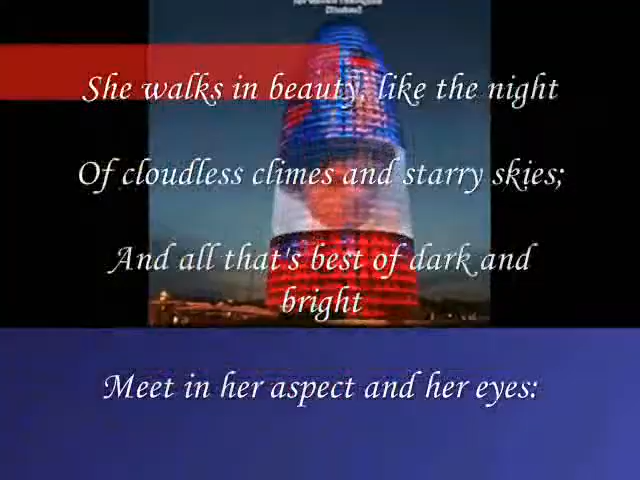 She walks in beauty, like the night
Of cloudless climes and starry skies;
And all that's best of dark and
bright
Meet in her aspect and her eyes: